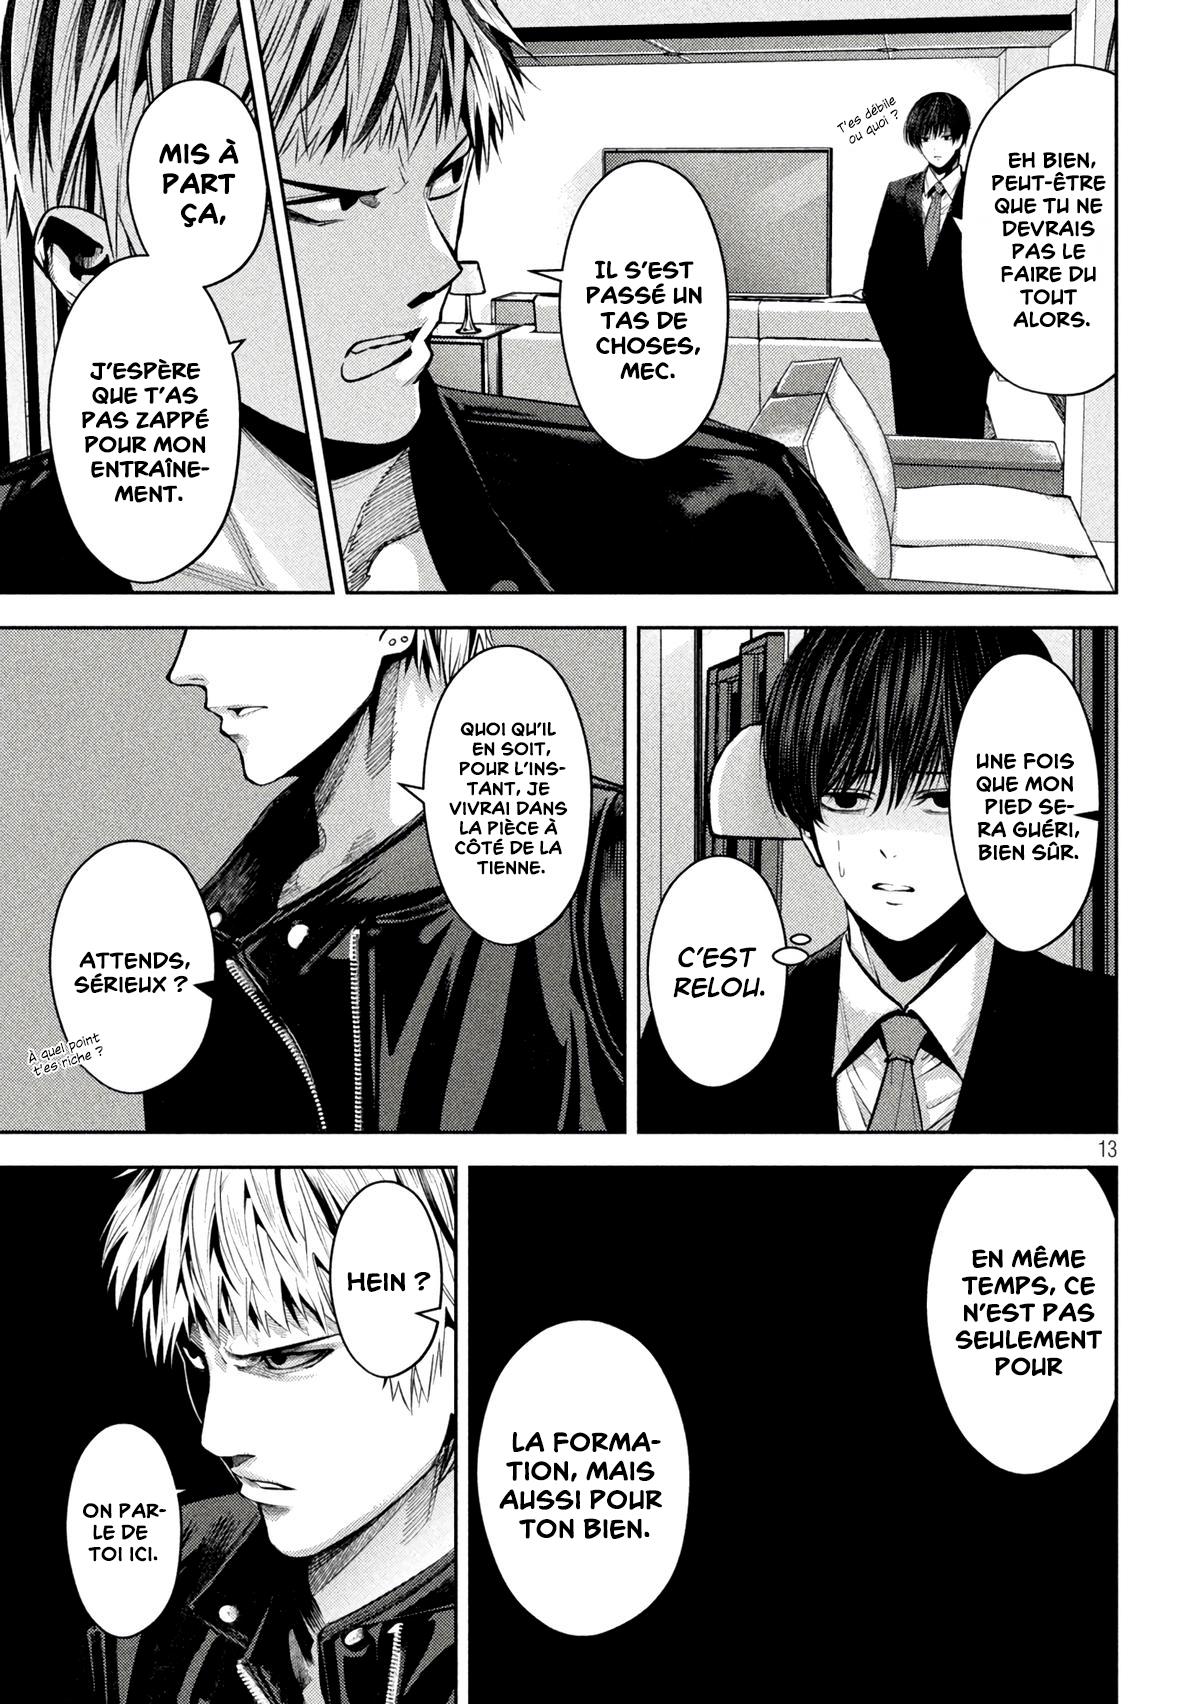 EH BIEN,
PEUT-ÊTRE
QUE TU NE
DEVRAIS
PAS LE
FAIRE DU
TOUT
ALORS.
T'es débile
ou quoi ?
IL S'EST
PASSÉ UN
TAS DE
CHOSES,
MEC.
MIS À
PART
ÇA,
J'ESPÈRE
QUE T'AS
PAS ZAPPÉ
POUR MON
ENTRAÎNE-
MENT.
UNE FOIS
QUE MON
PIED SE-
RA GUÉRI,
BIEN SÛR.
C'EST
RELOU.
QUOI QU'IL
EN SOIT,
POUR L'INS-
TANT, JE
VIVRAI DANS
LA PIÈCE À
CÔTÉ DE LA
TIENNE.
ATTENDS,
SÉRIEUX ?
À quel point
t'es riche ?
13
EN MÊME
TEMPS, CE
N'EST PAS
SEULEMENT
POUR
LA FORMA-
TION, MAIS
AUSSI POUR
TON BIEN.
HEIN ?
ON PAR-
LE DE
TOI ICI.